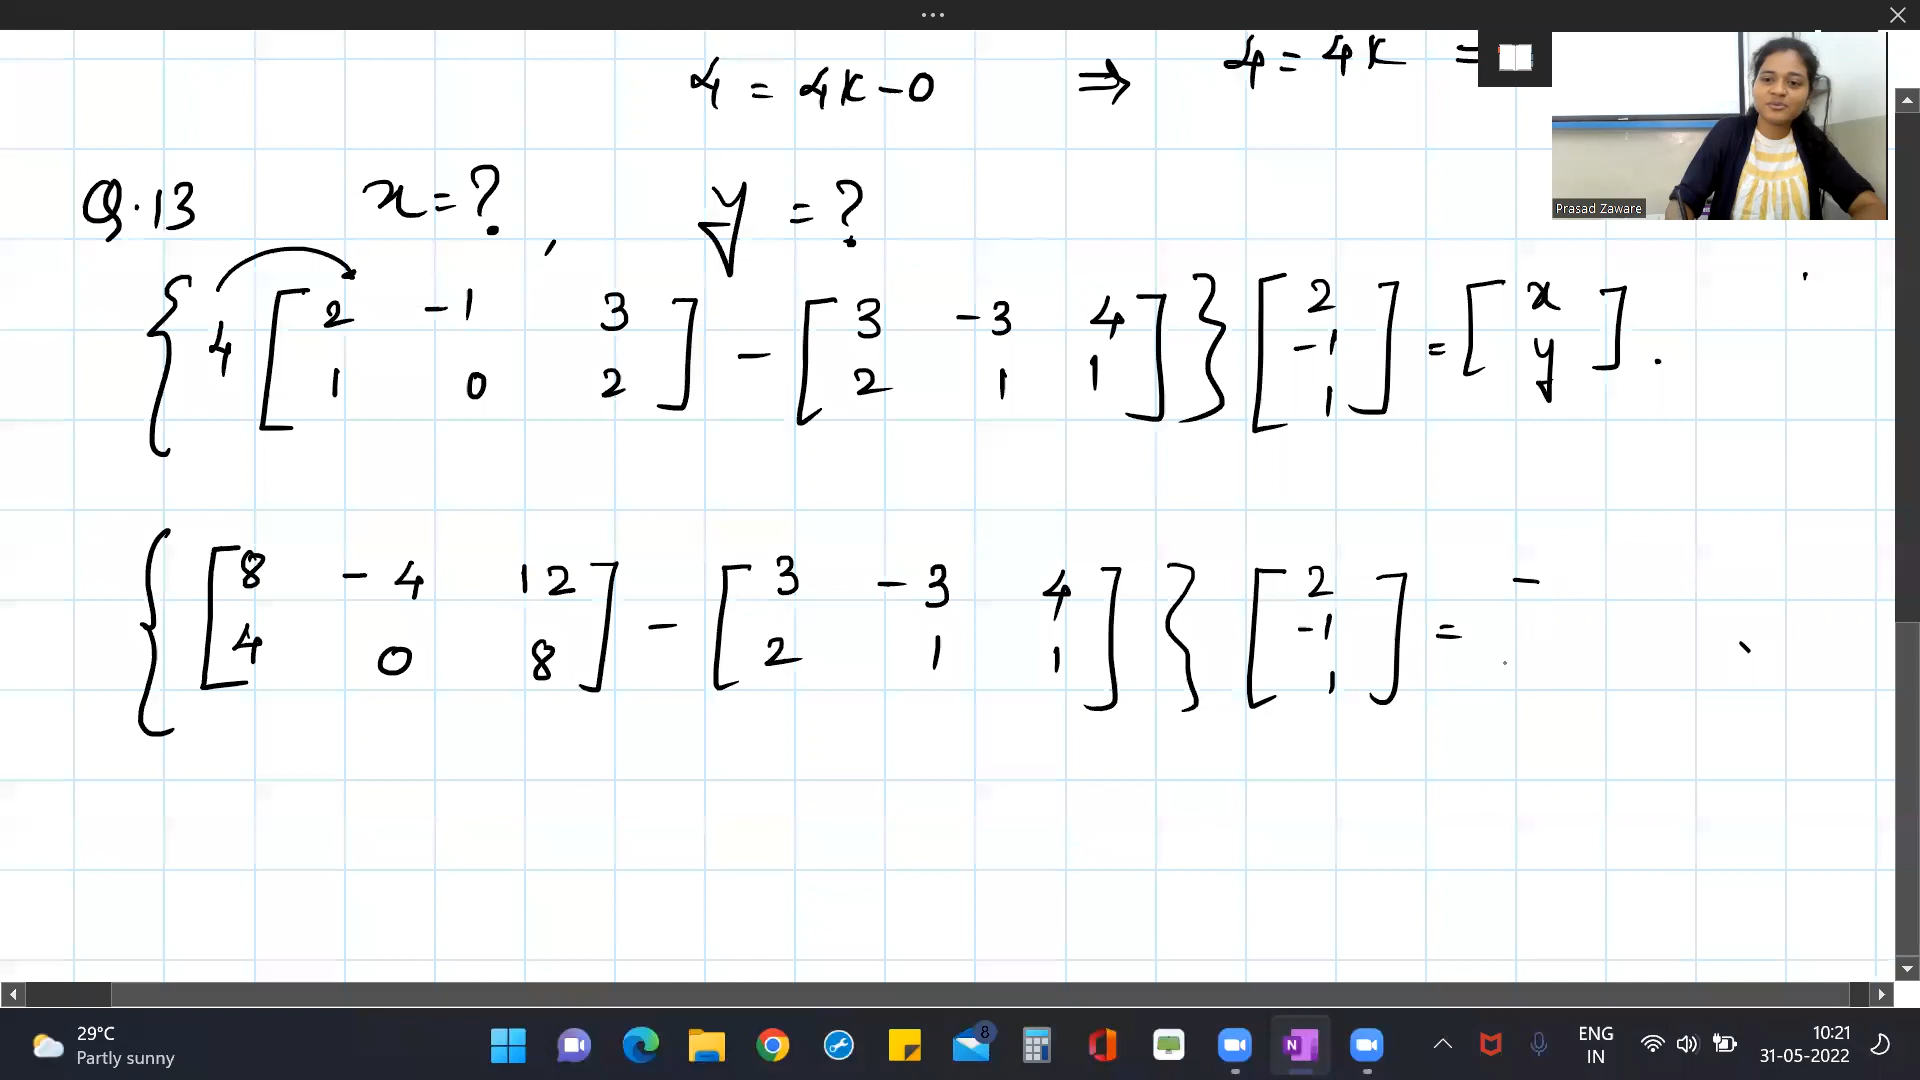 ...
4 = 4k - 0 ⇒ 4 = 4k =
Prasad Zaware
Q.13 x = ? , y = ?
{ 4 [ 2 -1 3 ] - [ 3 -3 4 ] } [ 2 ] = [ x ]
1 0 2 2 1 1 -1 y .
1
{ [ 8 -4 12 ] - [ 3 -3 4 ] } [ 2 ] = -
4 0 8 2 1 1 -1
1
29°C
Partly sunny
8
ENG
IN
10:21
31-05-2022